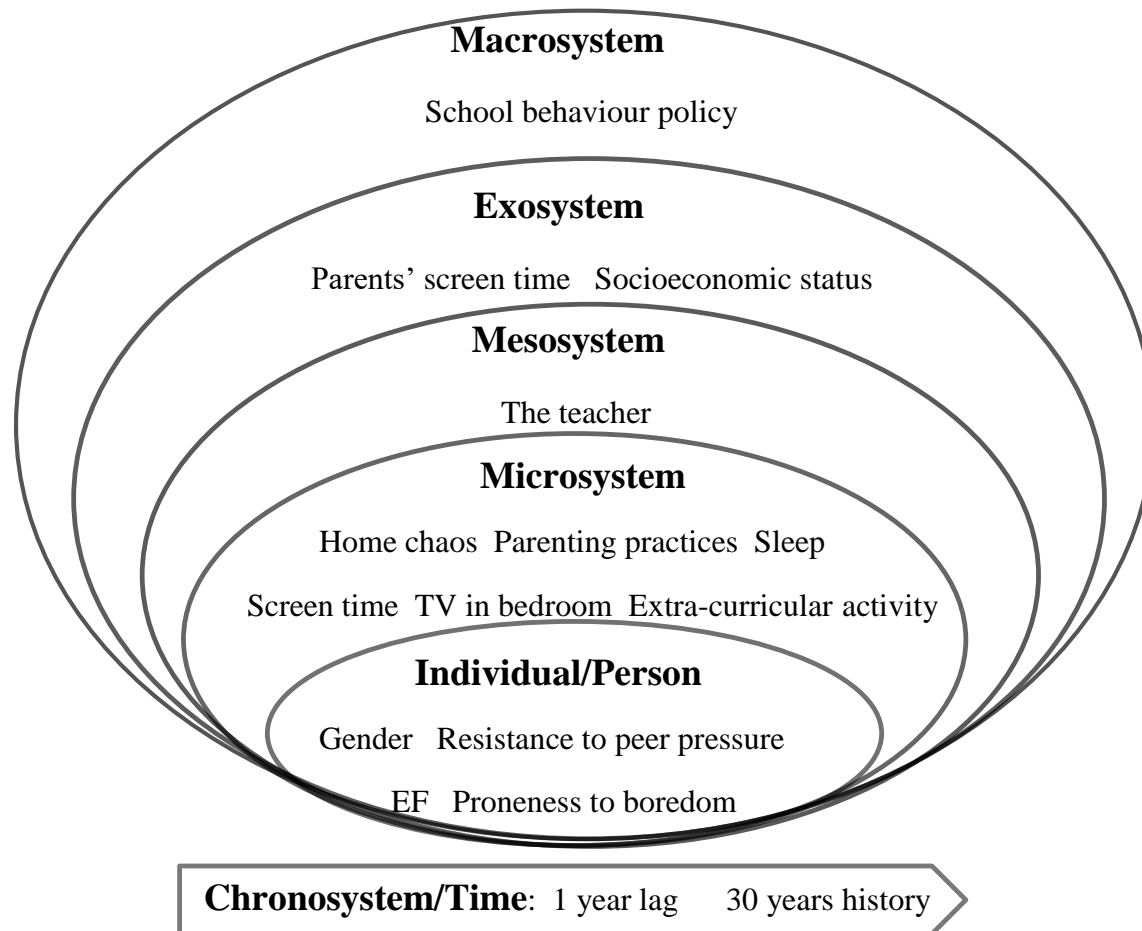 Macrosystem
School behaviour policy
Exosystem
Parents’ screen time Socioeconomic status
Mesosystem
The teacher
Microsystem
Home chaos Parenting practices Sleep
Screen time TV in bedroom Extra-curricular activity
Individual/Person
Gender Resistance to peer pressure
EF Proneness to boredom
Chronosystem/Time: 1 year lag 30 years history